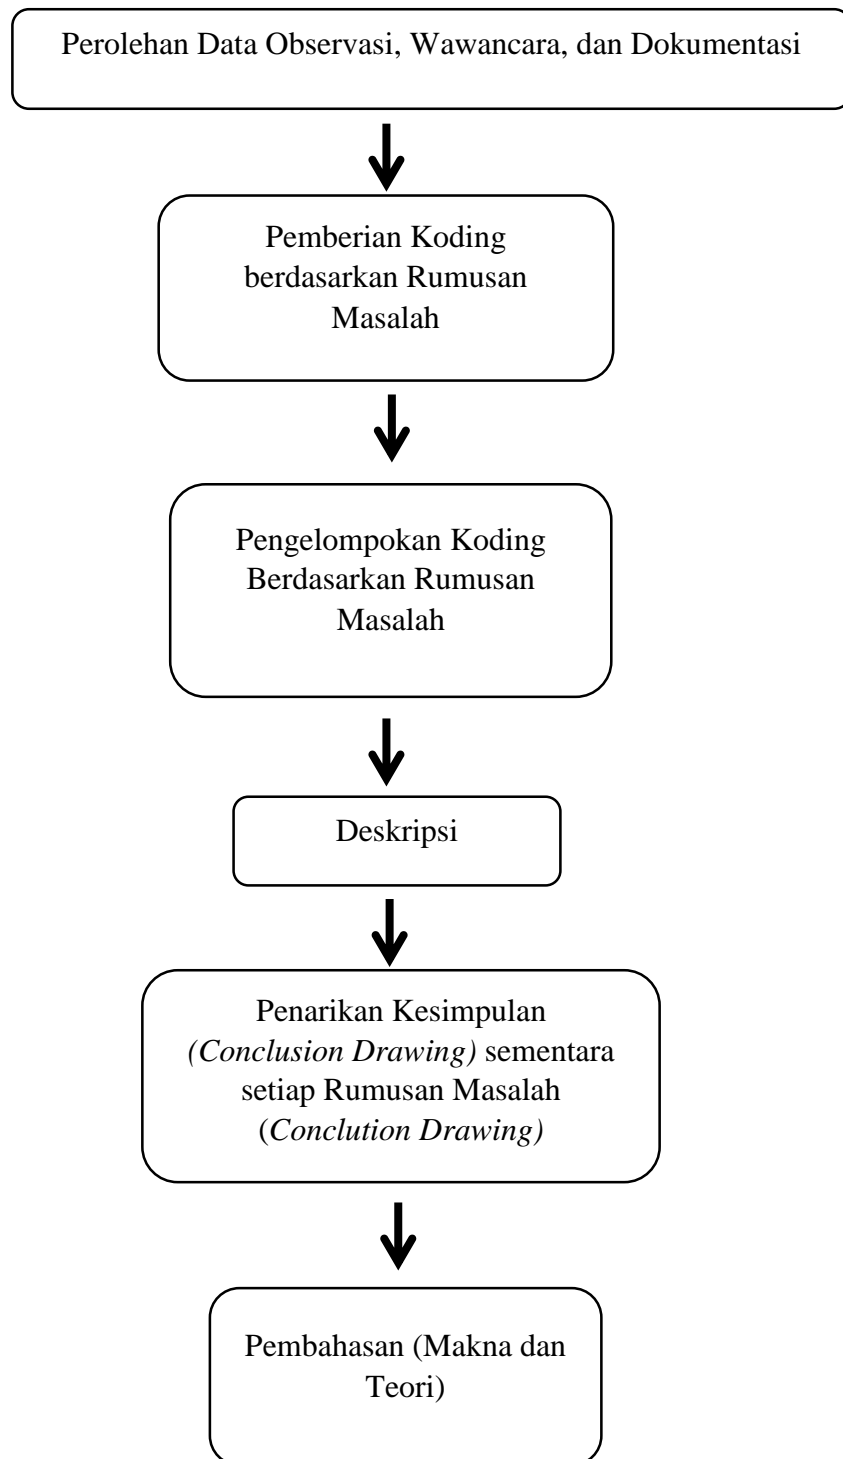 Perolehan Data Observasi, Wawancara, dan Dokumentasi
Pemberian Koding
berdasarkan Rumusan
Masalah
Pengelompokan Koding
Berdasarkan Rumusan
Masalah
Deskripsi
Penarikan Kesimpulan
(Conclusion Drawing) sementara
setiap Rumusan Masalah
(Conclution Drawing)
Pembahasan (Makna dan
Teori)